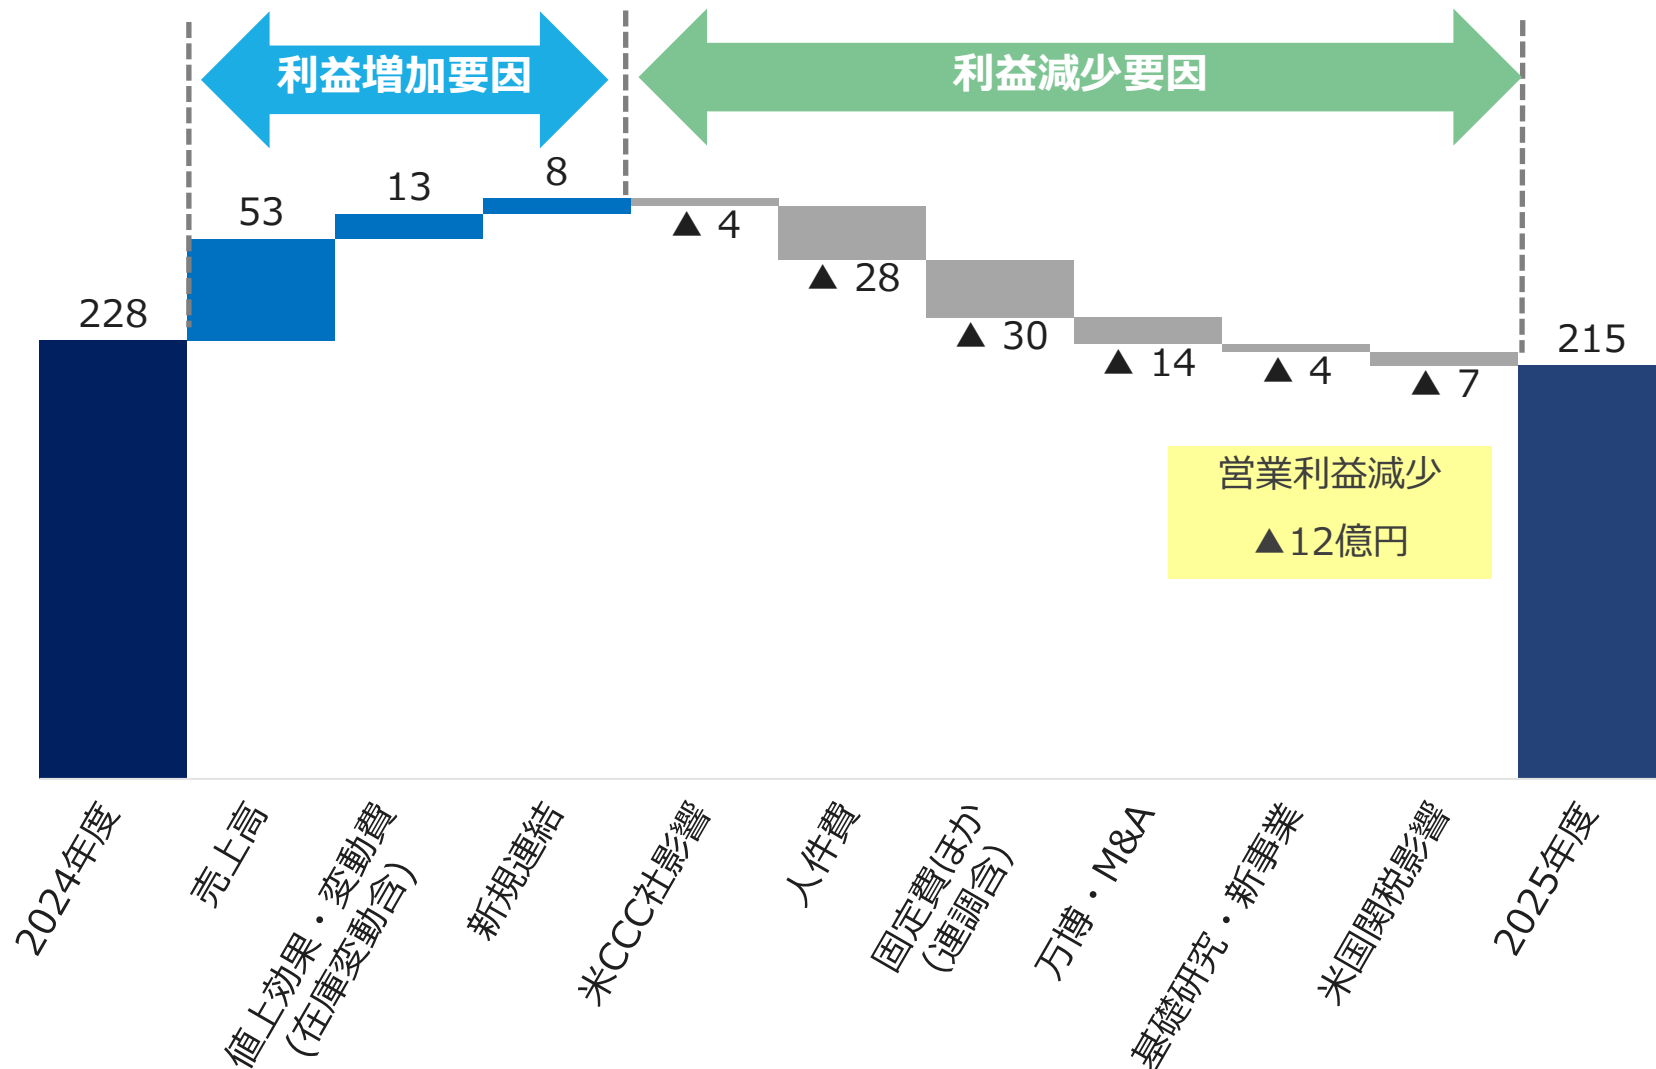 利益増加要因
利益減少要因
228
53
13
8
▲ 4
▲ 28
▲ 30
▲ 14
▲ 4
▲ 7
215
営業利益減少
▲12億円
2024年度
売上高
値上効果・変動費
(在庫変動含)
新規連結
米CCC社影響
人件費
固定費ほか
(連調含)
万博・M&A
基礎研究・新事業
米国関税影響
2025年度